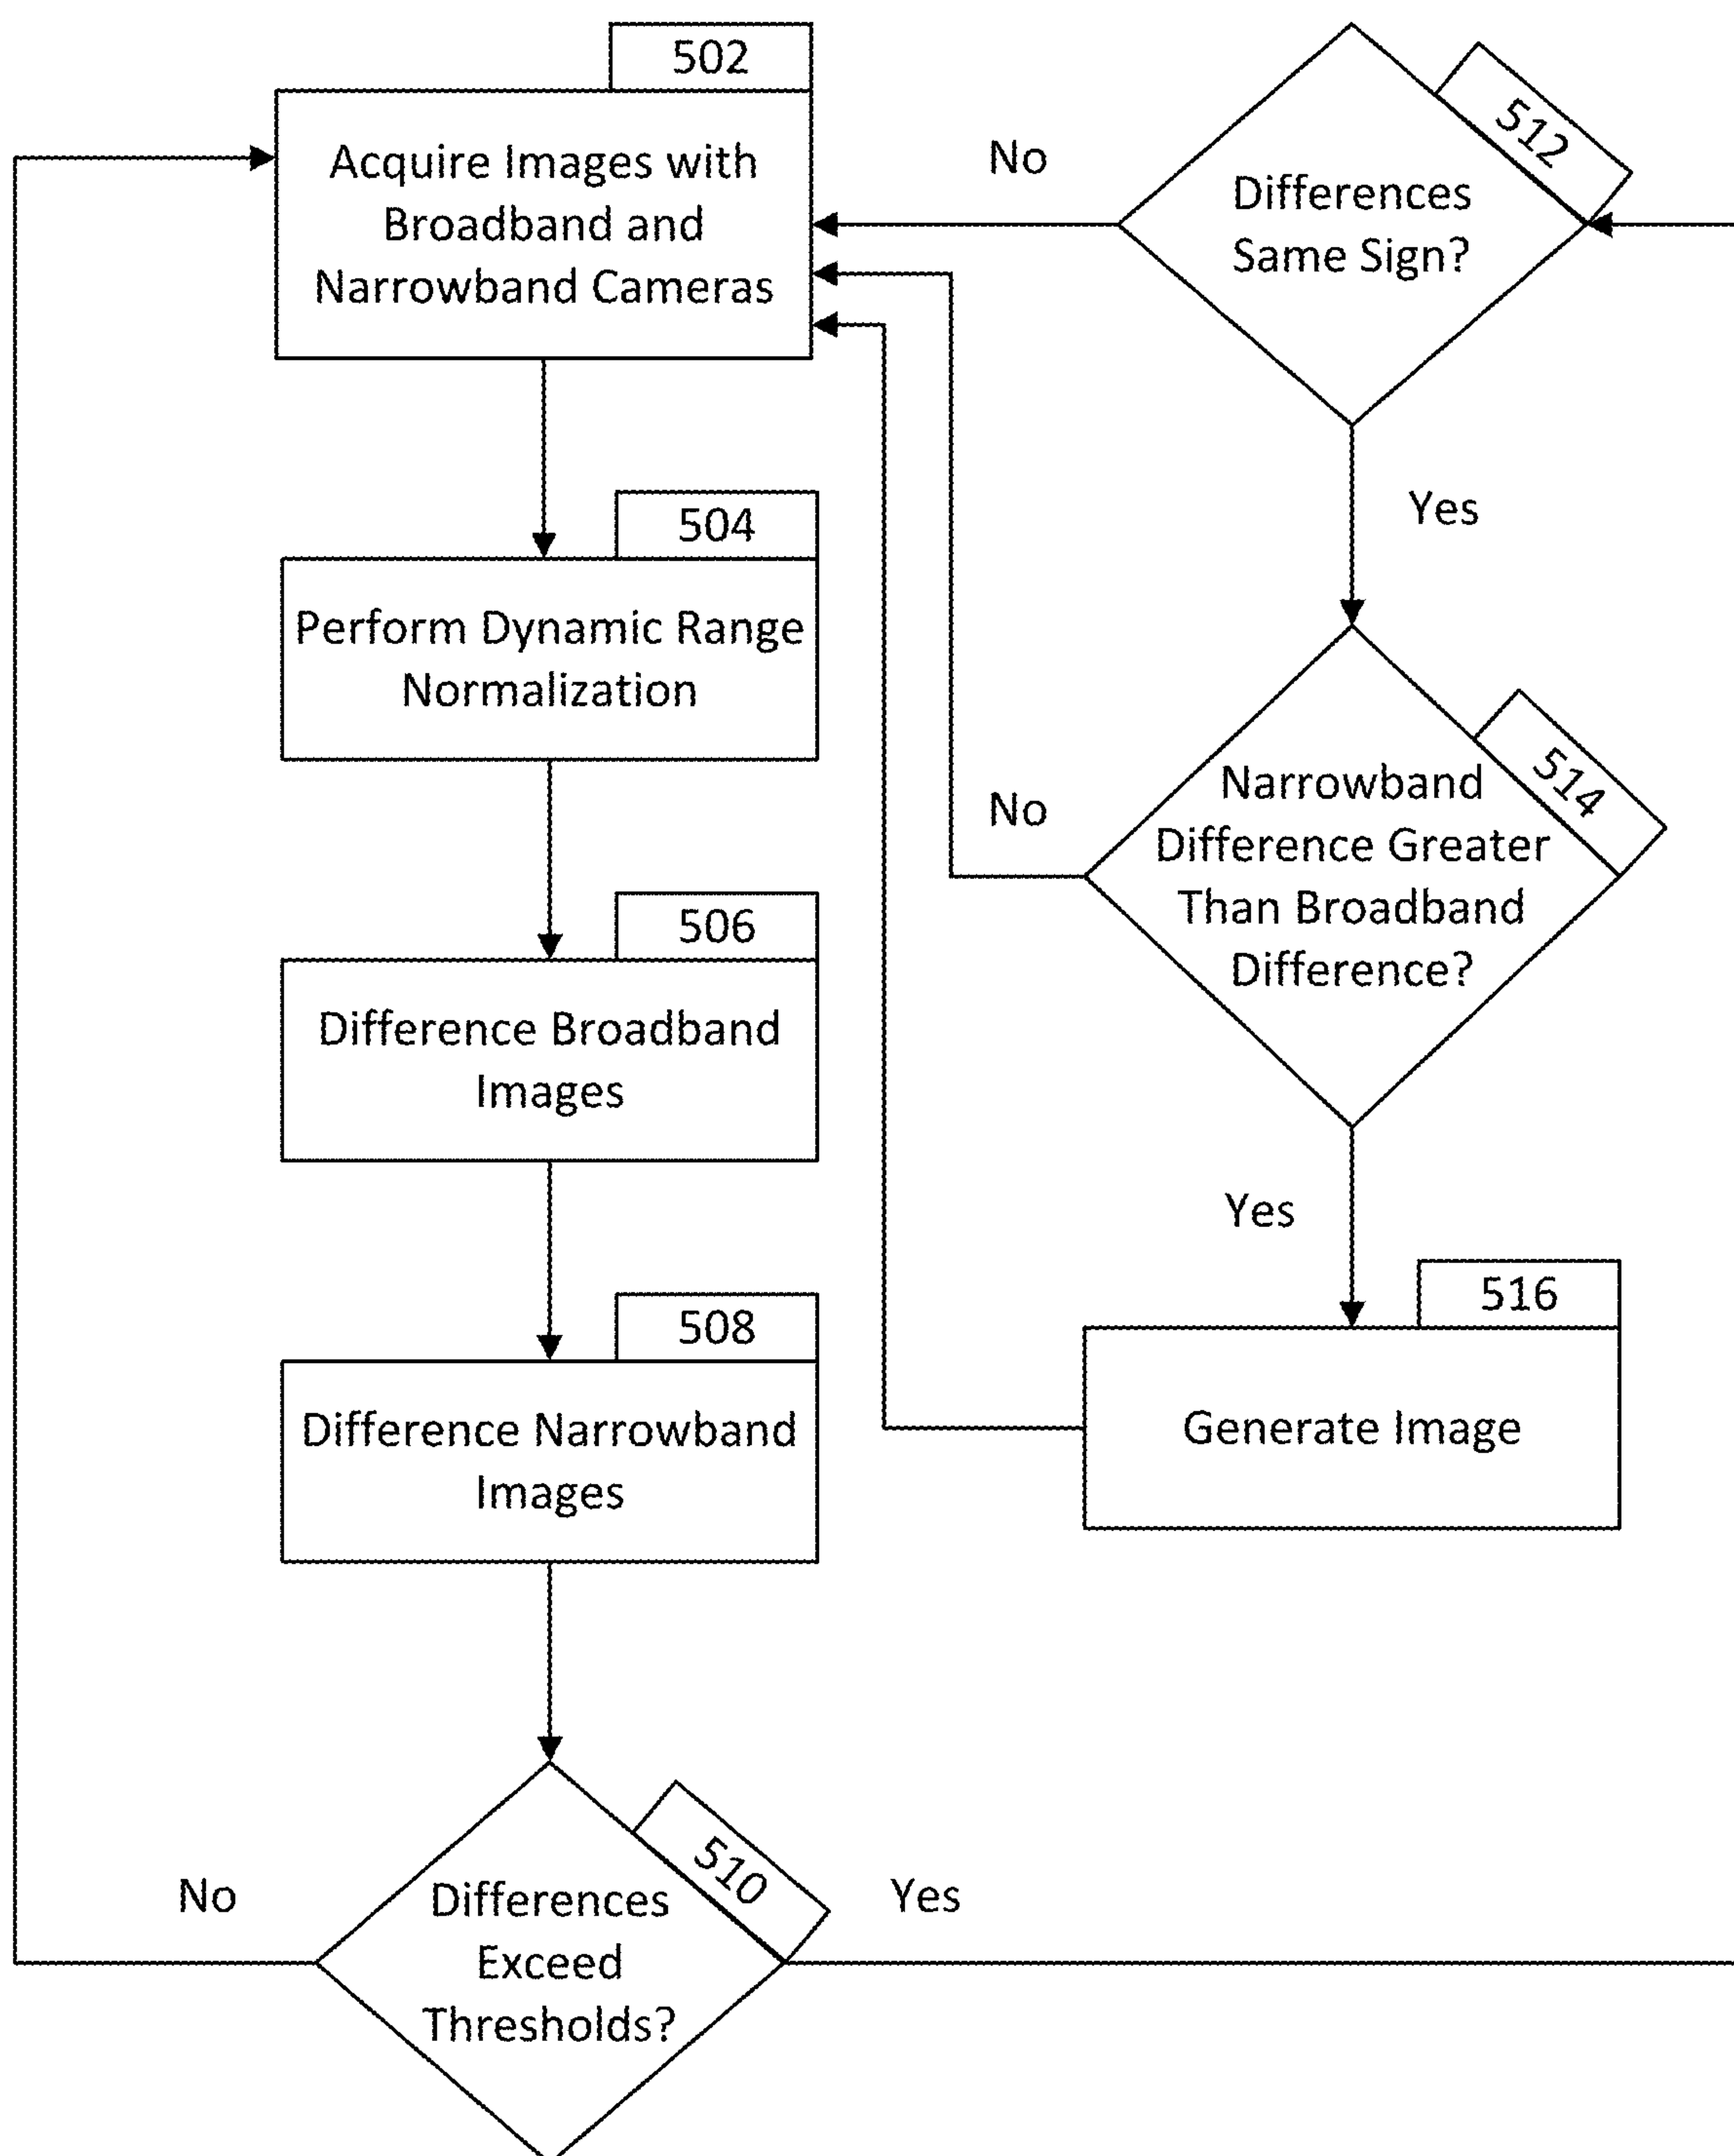 502
Acquire Images with
Broadband and
Narrowband Cameras
504
Perform Dynamic Range
Normalization
506
Difference Broadband
Images
508
Difference Narrowband
Images
510
Differences
Exceed
Thresholds?
No
Yes
512
Differences
Same Sign?
No
Yes
514
Narrowband
Difference Greater
Than Broadband
Difference?
No
Yes
516
Generate Image